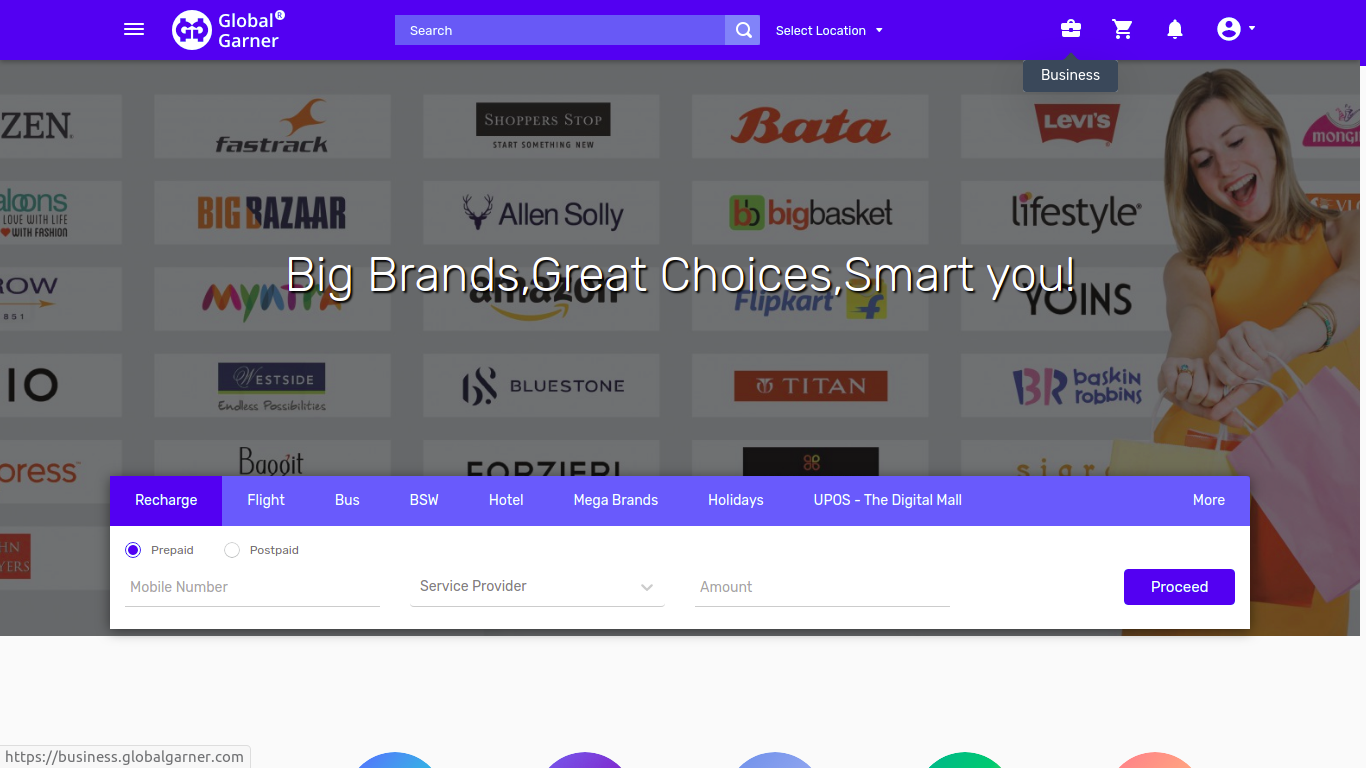 Global®
Garner
Search
Select Location
Business
ZEN
fastrack
SHOPPERS STOP
START SOMETHING NEW
Bata
LEVI'S
MONGIN
aloons
LOVE WITH LIFE
WITH FASHION
BIG BAZAAR
Allen Solly
bb bigbasket
lifestyle®
Big Brands,Great Choices,Smart you!
ROW
1851
Myntra
amazon
Flipkart
YOINS
IO
WESTSIDE
Endless Possibilities
BLUESTONE
TITAN
BR baskin
robbins
press
Baggit
FORZIERI
Recharge
Flight
Bus
BSW
Hotel
Mega Brands
Holidays
UPOS - The Digital Mall
More
HN
YERS
Prepaid
Postpaid
Mobile Number
Service Provider
Amount
Proceed
https://business.globalgarner.com